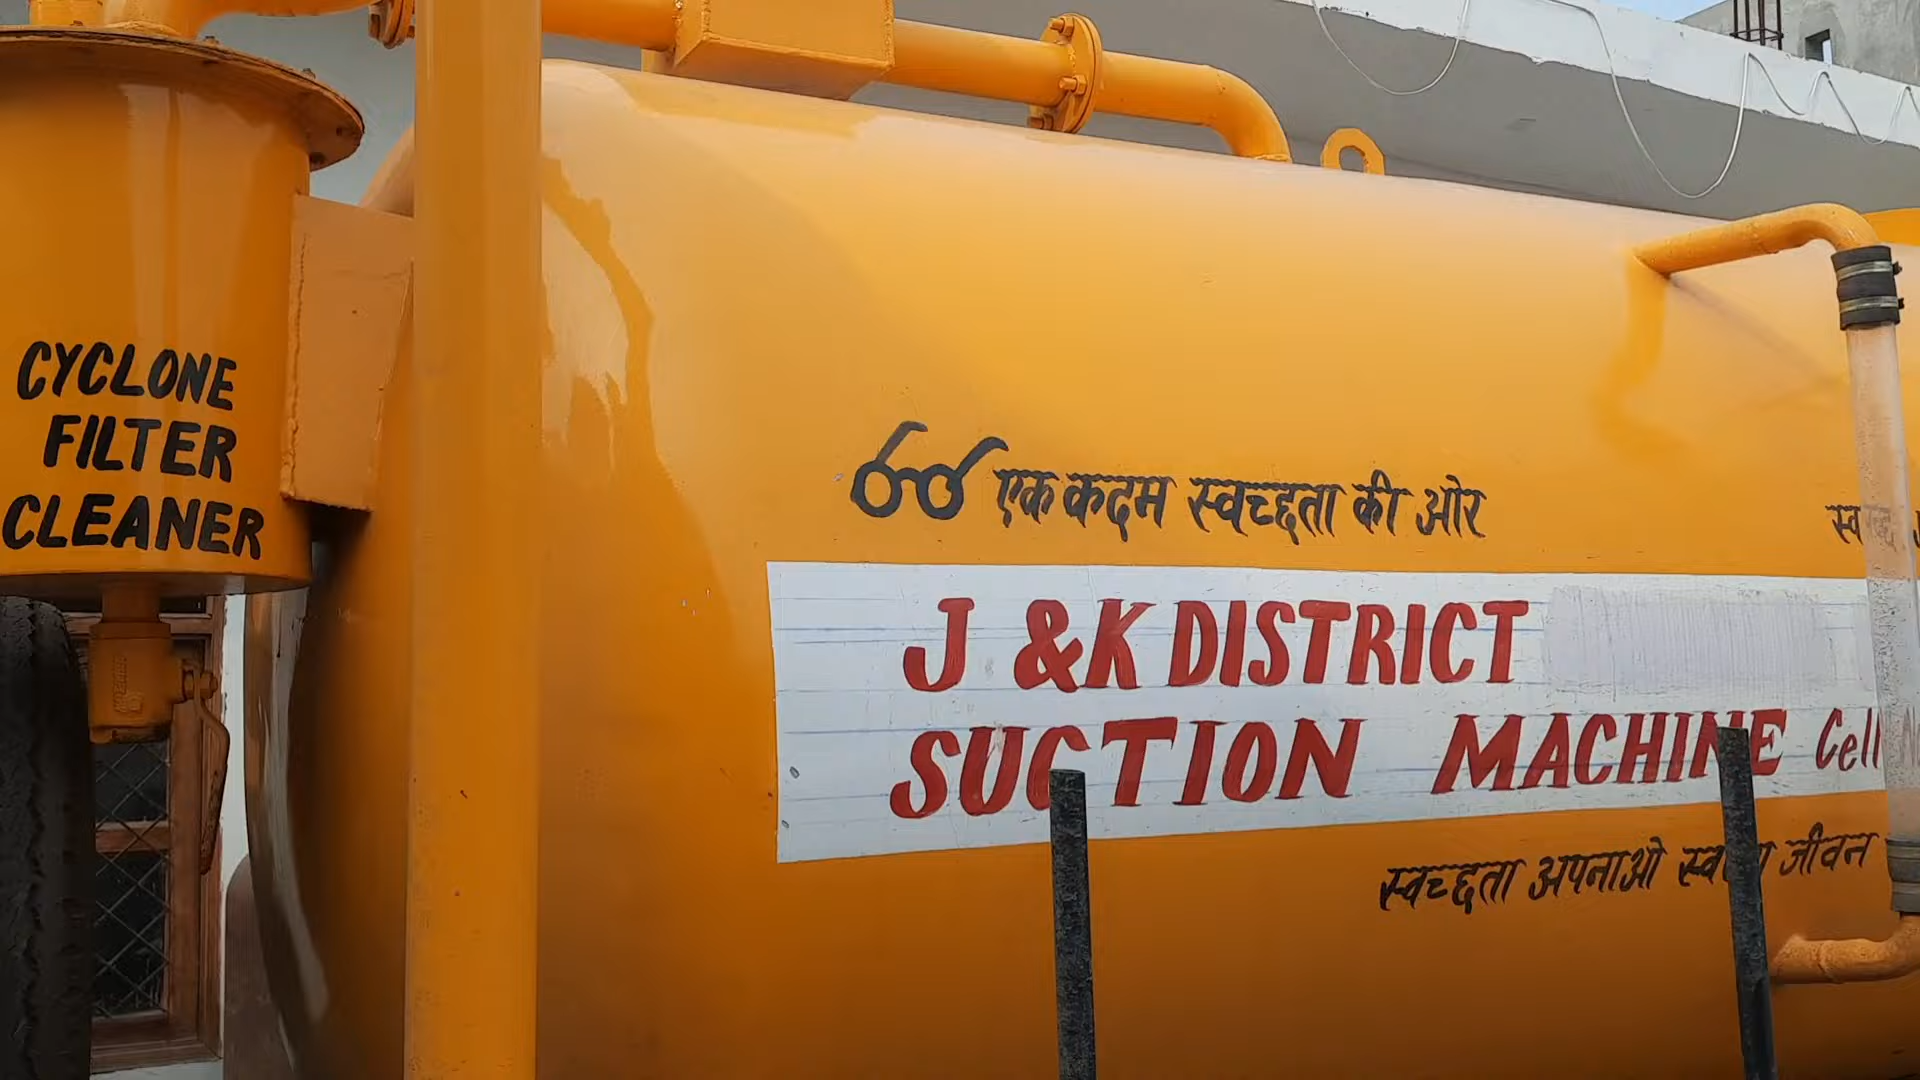 CYCLONE
FILTER
CLEANER
एक कदम स्वच्छता की ओर
J & K DISTRICT
SUCTION MACHINE Cell
स्वच्छता अपनाओ जीवन